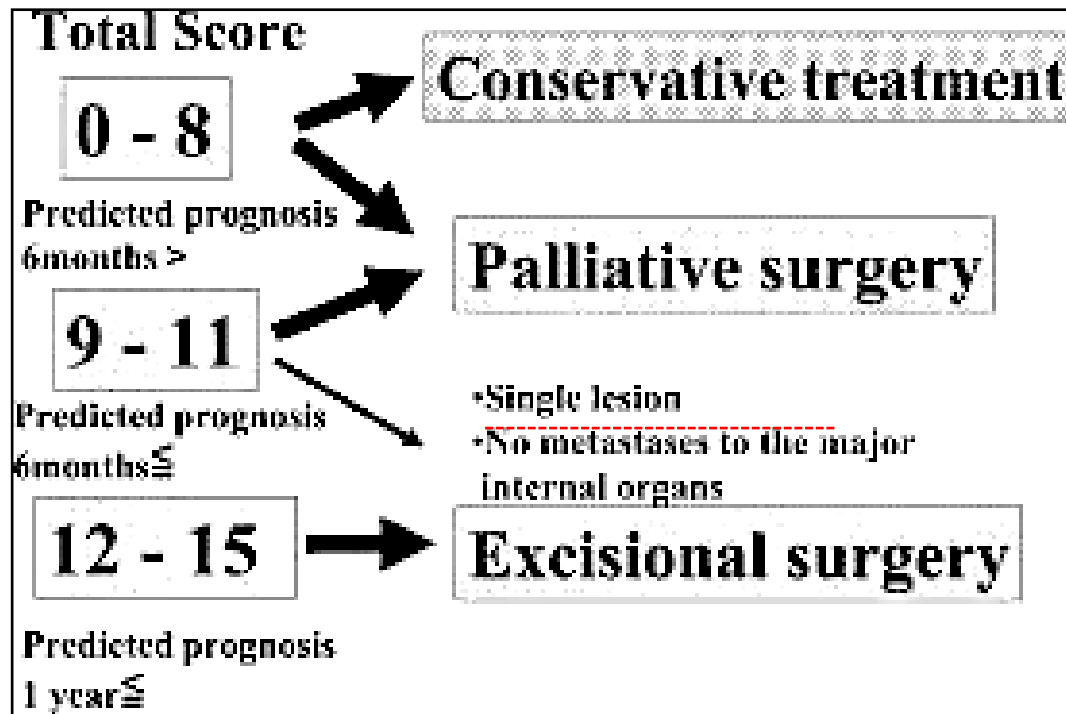 Total Score
0 - 8
Conservative treatment
Predicted prognosis
6months >
Palliative surgery
9 - 11
Predicted prognosis
6months≦
•Single lesion
•No metastases to the major
internal organs
12 - 15
Excisional surgery
Predicted prognosis
1 year≦